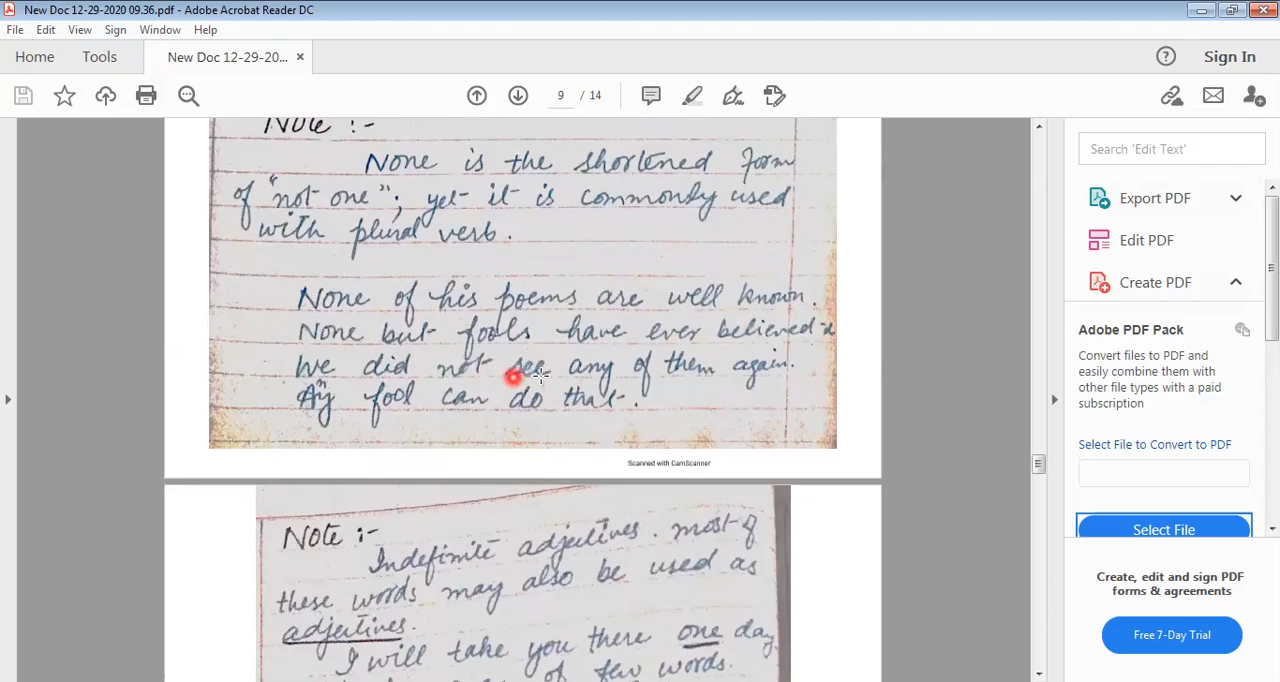 New Doc 12-29-2020 09.36.pdf - Adobe Acrobat Reader DC
File Edit View Sign Window Help
Home Tools New Doc 12-29-20... × Sign In
9 / 14
Note :-
None is the shortened form
of "not one"; yet it is commonly used
with plural verb.
None of his poems are well known.
None but fools have ever believed
We did not see any of them again.
Any fool can do that.
Scanned with CamScanner
Note :-
Indefinite adjectives. most of
these words may also be used as
adjectives.
I will take you there one day
of few words.
Search 'Edit Text'
Export PDF
Edit PDF
Create PDF
Adobe PDF Pack
Convert files to PDF and
easily combine them with
other file types with a paid
subscription
Select File to Convert to PDF
Select File
Create, edit and sign PDF
forms & agreements
Free 7-Day Trial